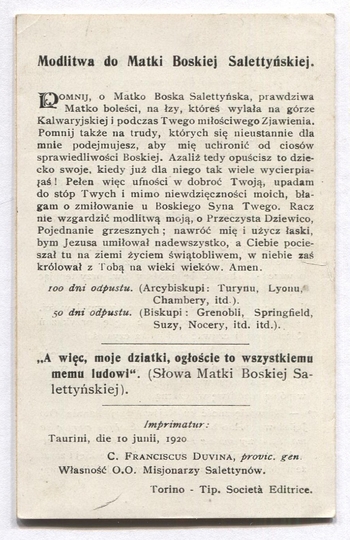 Modlitwa do Matki Boskiej Salettyńskiej.
POMNIJ, o Matko Boska Salettyńska, prawdziwa
Matko boleści, na łzy, któreś wylała na górze
Kalwaryjskiej i podczas Twego miłościwego Zjawienia.
Pomnij także na trudy, których się nieustannie dla
mnie podejmujesz, aby mię uchronić od ciosów
sprawiedliwości Boskiej. Azaliż tedy opuścisz to dzie-
cko swoje, kiedy już dla niego tak wiele wycierpia-
łaś! Pełen więc ufności w dobroć Twoją, upadam
do stóp Twych i mimo niewdzięczności moich, bła-
gam o zmiłowanie u Boskiego Syna Twego. Racz
nie wzgardzić modlitwą moją, o Przeczysta Dziewico,
Pojednanie grzesznych; nawróć mię i użycz łaski,
bym Jezusa umiłował nadewszystko, a Ciebie pocie-
szał tu na ziemi życiem świątobliwem, w niebie zaś
królował z Tobą na wieki wieków. Amen.
100 dni odpustu. (Arcybiskupi: Turynu, Lyonu,
Chambery, itd.).
50 dni odpustu. (Biskupi: Grenobli, Springfield,
Suzy, Nocery, itd. itd.).
„A więc, moje dziatki, ogłoście to wszystkiemu
memu ludowi“. (Słowa Matki Boskiej Sa-
lettyńskiej).
Imprimatur:
Taurini, die 10 junii, 1920
C. FRANCISCUS DUVINA, provic. gen.
Własność O.O. Misjonarzy Salettynów.
Torino - Tip. Società Editrice.